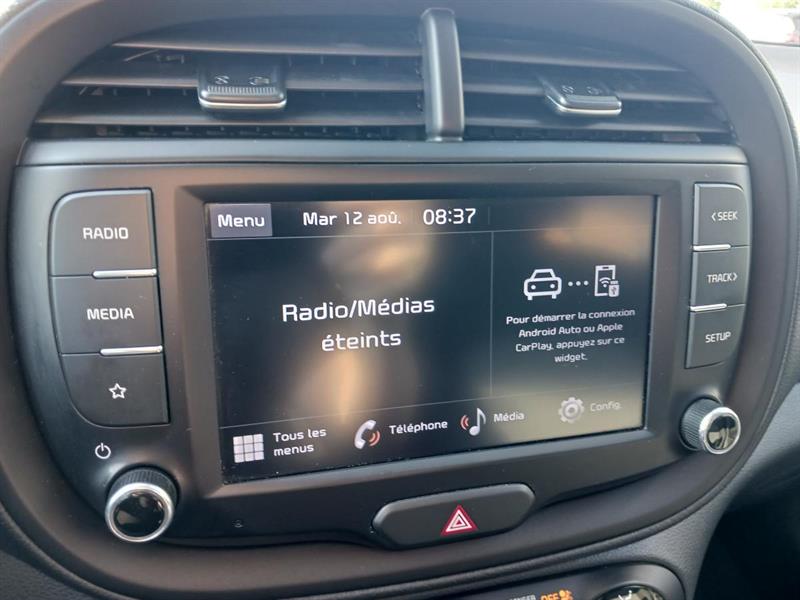 RADIO
MEDIA
Menu
Mar 12 aoû.
08:37
Radio/Médias
éteints
Pour démarrer la connexion
Android Auto ou Apple
CarPlay, appuyez sur ce
widget.
Tous les
menus
Téléphone
Média
Config.
<SEEK
TRACK>
SETUP
OFF